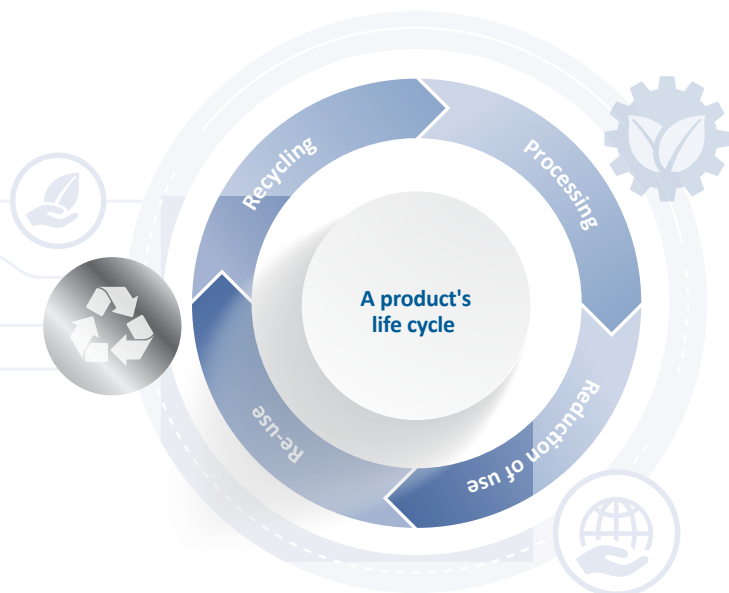 Recycling
Processing
A product's
life cycle
Re-use
Reduction of use